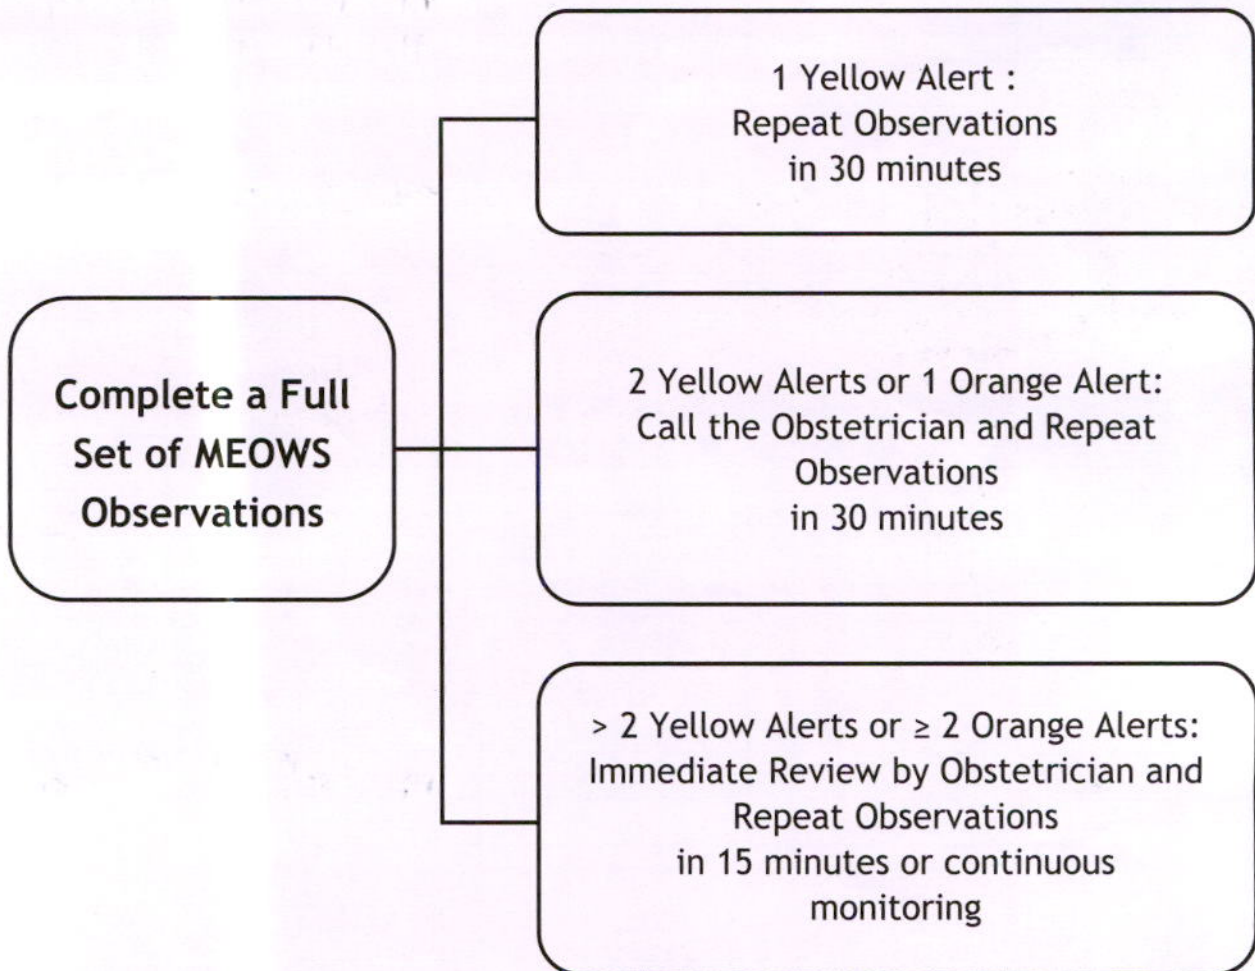 Complete a Full
Set of MEOWS
Observations
1 Yellow Alert :
Repeat Observations
in 30 minutes
2 Yellow Alerts or 1 Orange Alert:
Call the Obstetrician and Repeat
Observations
in 30 minutes
> 2 Yellow Alerts or ≥ 2 Orange Alerts:
Immediate Review by Obstetrician and
Repeat Observations
in 15 minutes or continuous
monitoring